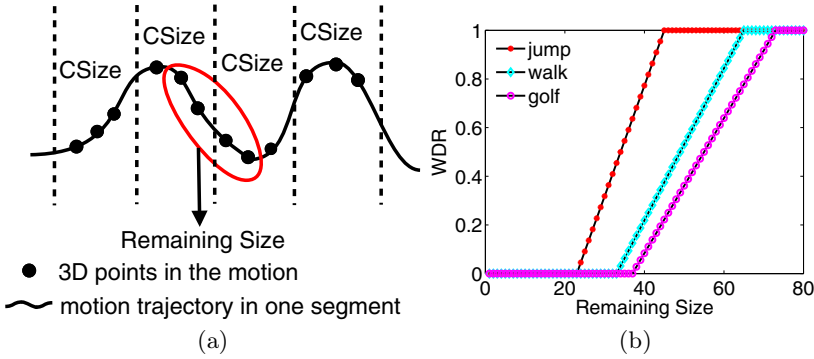 CSize
CSize
CSize
Remaining Size
3D points in the motion
motion trajectory in one segment
(a)
1
0.8
0.6
0.4
0.2
0
WDR
jump
walk
golf
0
20
40
60
80
Remaining Size
(b)